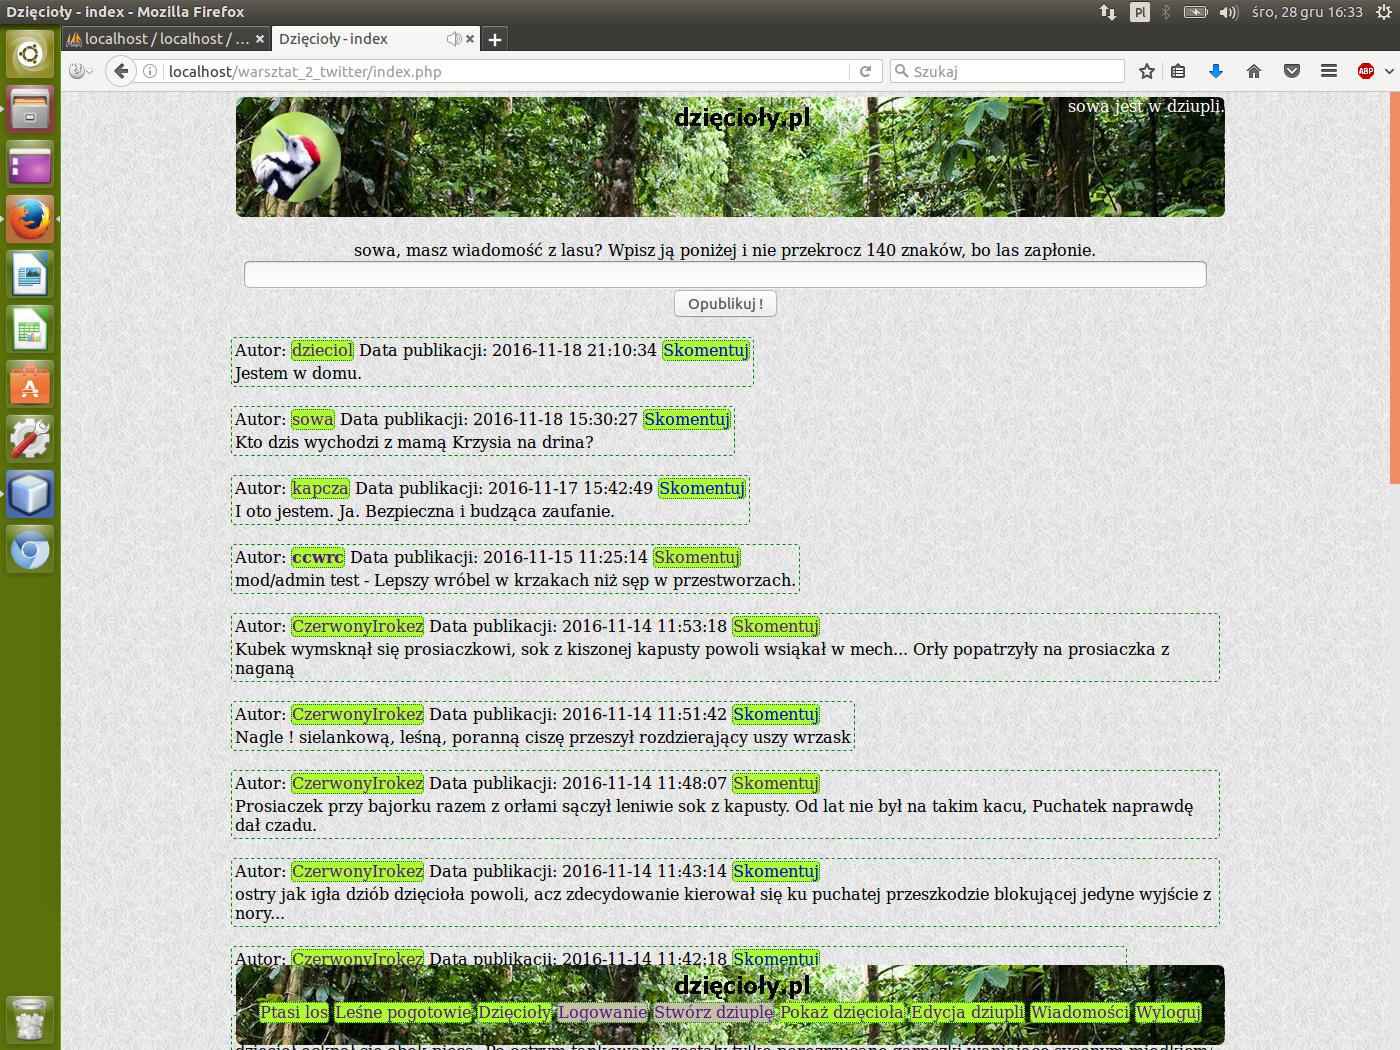 Dzięcioły - index - Mozilla Firefox
Pl
śro, 28 gru 16:33
localhost / localhost / ...
Dzięcioły - index
localhost/warsztat_2_twitter/index.php
Szukaj
ABP
dzięcioły.pl
sowa jest w dziupli.
sowa, masz wiadomość z lasu? Wpisz ją poniżej i nie przekrocz 140 znaków, bo las zapłonie.
Opublikuj !
Autor: dzieciol Data publikacji: 2016-11-18 21:10:34 Skomentuj
Jestem w domu.
Autor: sowa Data publikacji: 2016-11-18 15:30:27 Skomentuj
Kto dzis wychodzi z mamą Krzysia na drina?
Autor: kapcza Data publikacji: 2016-11-17 15:42:49 Skomentuj
I oto jestem. Ja. Bezpieczna i budząca zaufanie.
Autor: ccwrc Data publikacji: 2016-11-15 11:25:14 Skomentuj
mod/admin test - Lepszy wróbel w krzakach niż sęp w przestworzach.
Autor: CzerwonyIrokez Data publikacji: 2016-11-14 11:53:18 Skomentuj
Kubek wymsknął się prosiaczkowi, sok z kiszonej kapusty powoli wsiąkał w mech... Orły popatrzyły na prosiaczka z
naganą
Autor: CzerwonyIrokez Data publikacji: 2016-11-14 11:51:42 Skomentuj
Nagle ! sielankową, leśną, poranną ciszę przeszył rozdzierający uszy wrzask
Autor: CzerwonyIrokez Data publikacji: 2016-11-14 11:48:07 Skomentuj
Prosiaczek przy bajorku razem z orłami sączył leniwie sok z kapusty. Od lat nie był na takim kacu, Puchatek naprawdę
dał czadu.
Autor: CzerwonyIrokez Data publikacji: 2016-11-14 11:43:14 Skomentuj
ostry jak igła dziób dzięcioła powoli, acz zdecydowanie kierował się ku puchatej przeszkodzie blokującej jedyne wyjście z
nory...
Autor: CzerwonyIrokez Data publikacji: 2016-11-14 11:42:18 Skomentuj
dzięcioły.pl
Ptasi los Leśne pogotowie Dzięcioły Logowanie Stwórz dziuplę Pokaż dzięcioła Edycja dziupli Wiadomości Wyloguj